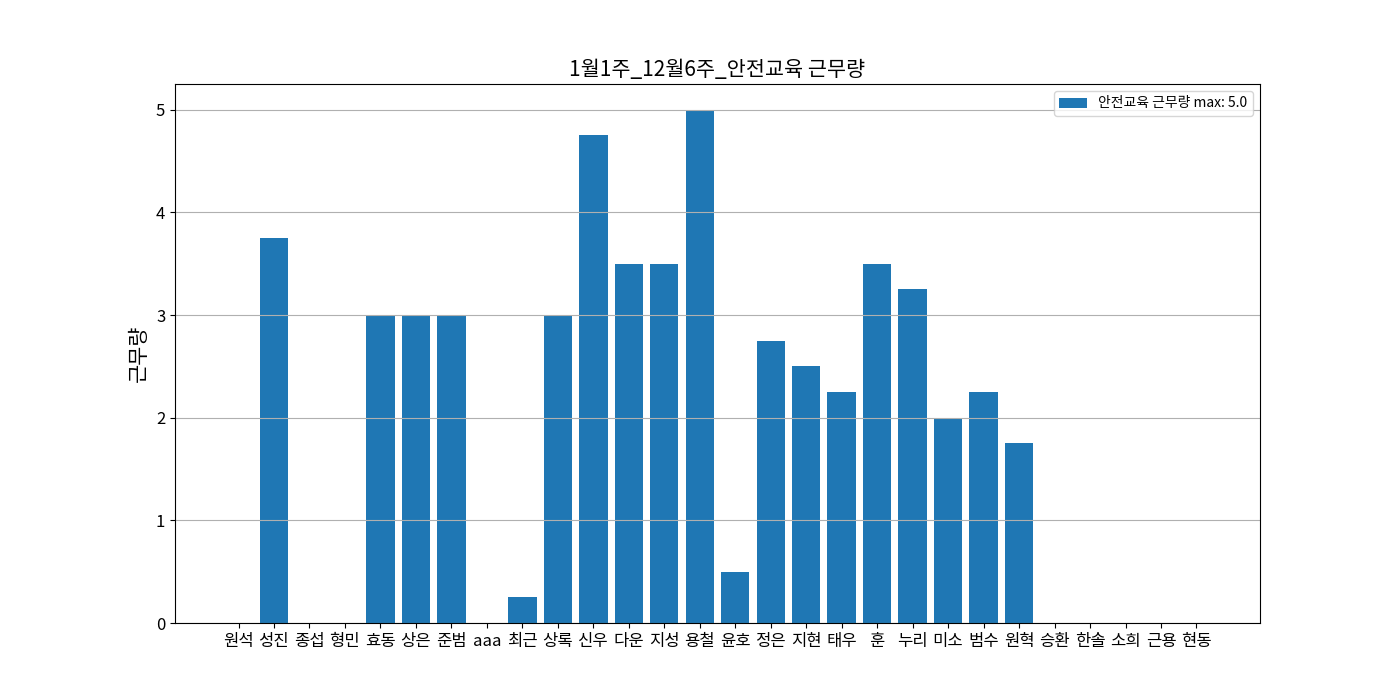 1월1주_12월6주_안전교육 근무량
안전교육 근무량 max: 5.0
근무량
5
4
3
2
1
0
원석 성진 종섭 형민 효동 상은 준범 aaa 최근 상록 신우 다운 지성 용철 윤호 정은 지현 태우 훈 누리 미소 범수 원혁 승환 한솔 소희 근용 현동